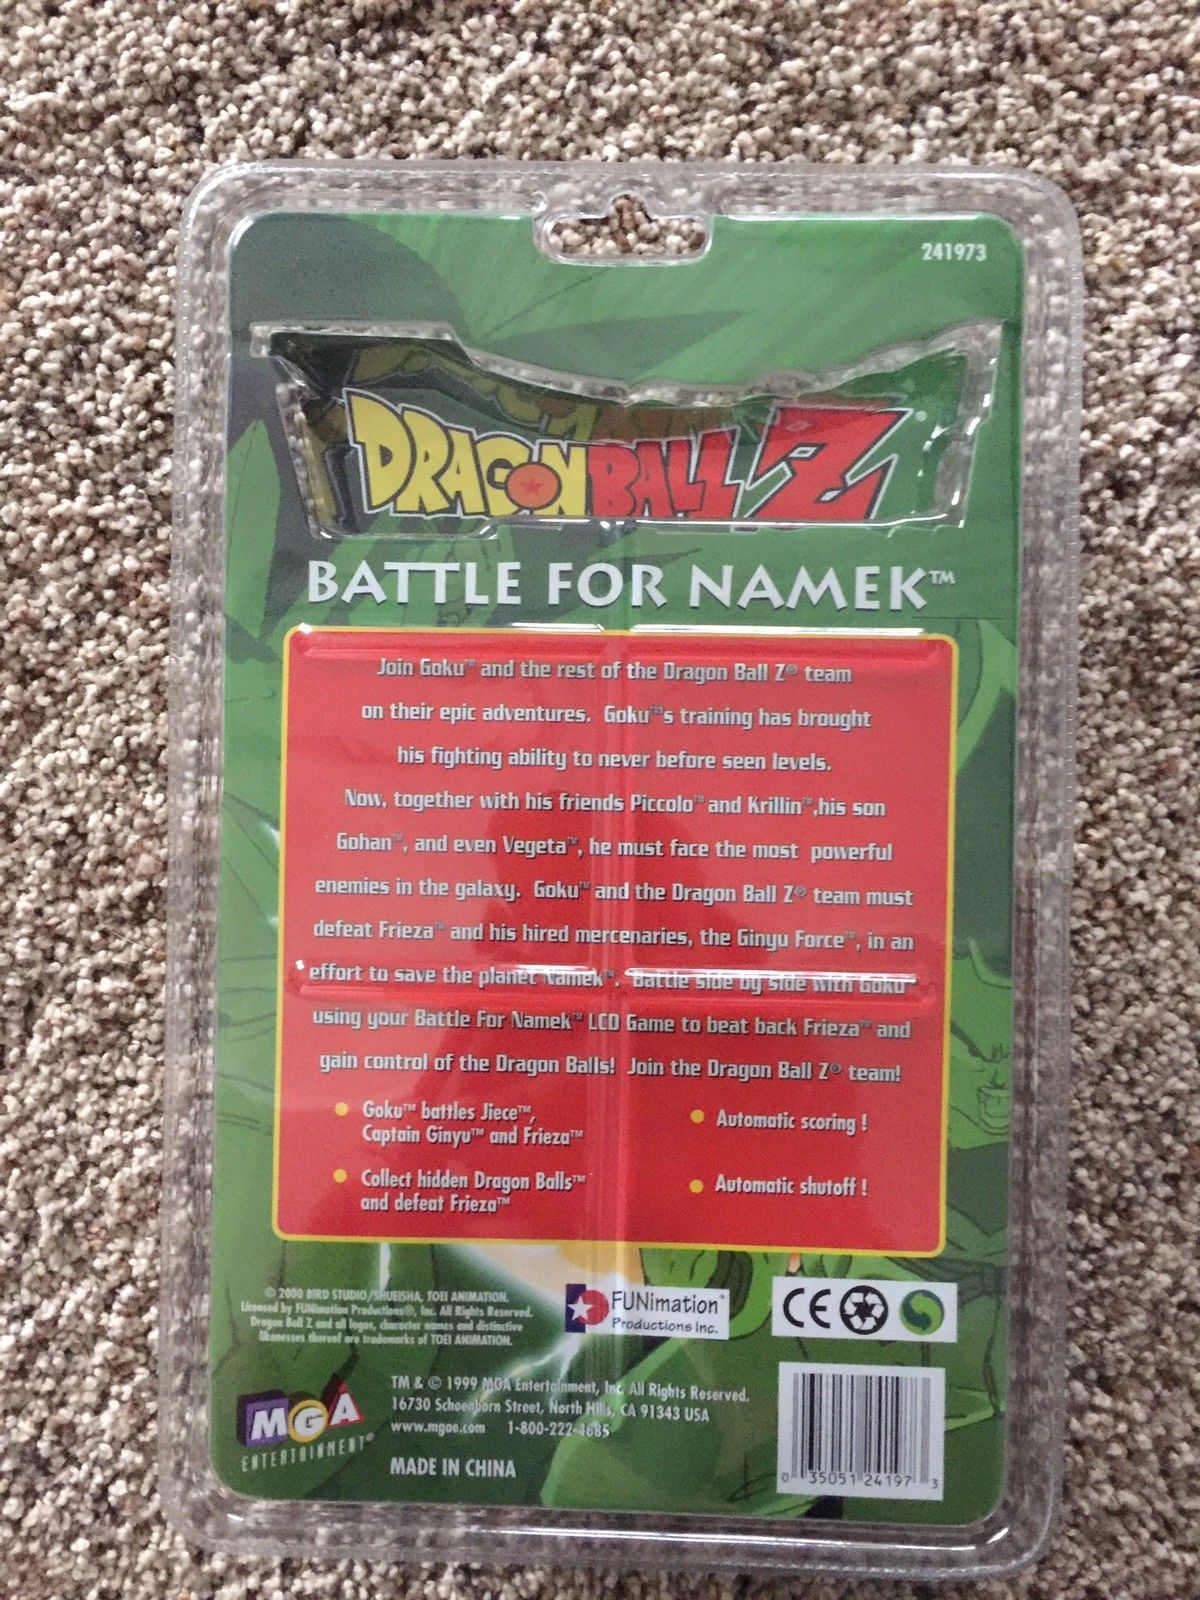 241973
DRAGON BALL Z®
BATTLE FOR NAMEK™
Join Goku™ and the rest of the Dragon Ball Z® team
on their epic adventures. Goku™'s training has brought
his fighting ability to never before seen levels.
Now, together with his friends Piccolo™ and Krillin™,his son
Gohan™, and even Vegeta™, he must face the most powerful
enemies in the galaxy. Goku™ and the Dragon Ball Z® team must
defeat Frieza™ and his hired mercenaries, the Ginyu Force™, in an
effort to save the planet Namek™. Battle side by side with Goku™
using your Battle For Namek™ LCD Game to beat back Frieza™ and
gain control of the Dragon Balls! Join the Dragon Ball Z® team!
• Goku™ battles Jiece™,
Captain Ginyu™ and Frieza™
• Collect hidden Dragon Balls™
and defeat Frieza™
• Automatic scoring !
• Automatic shutoff !
© 2000 BIRD STUDIO/SHUEISHA, TOEI ANIMATION.
Licensed by FUNimation Productions®, Inc. All Rights Reserved.
Dragon Ball Z and all logos, character names and distinctive
likenesses thereof are trademarks of TOEI ANIMATION.
FUNimation®
Productions Inc.
CE
MGA
ENTERTAINMENT®
TM & © 1999 MGA Entertainment, Inc. All Rights Reserved.
16730 Schoenborn Street, North Hills, CA 91343 USA
www.mgae.com 1-800-222-4685
MADE IN CHINA
0 35051 24197 3